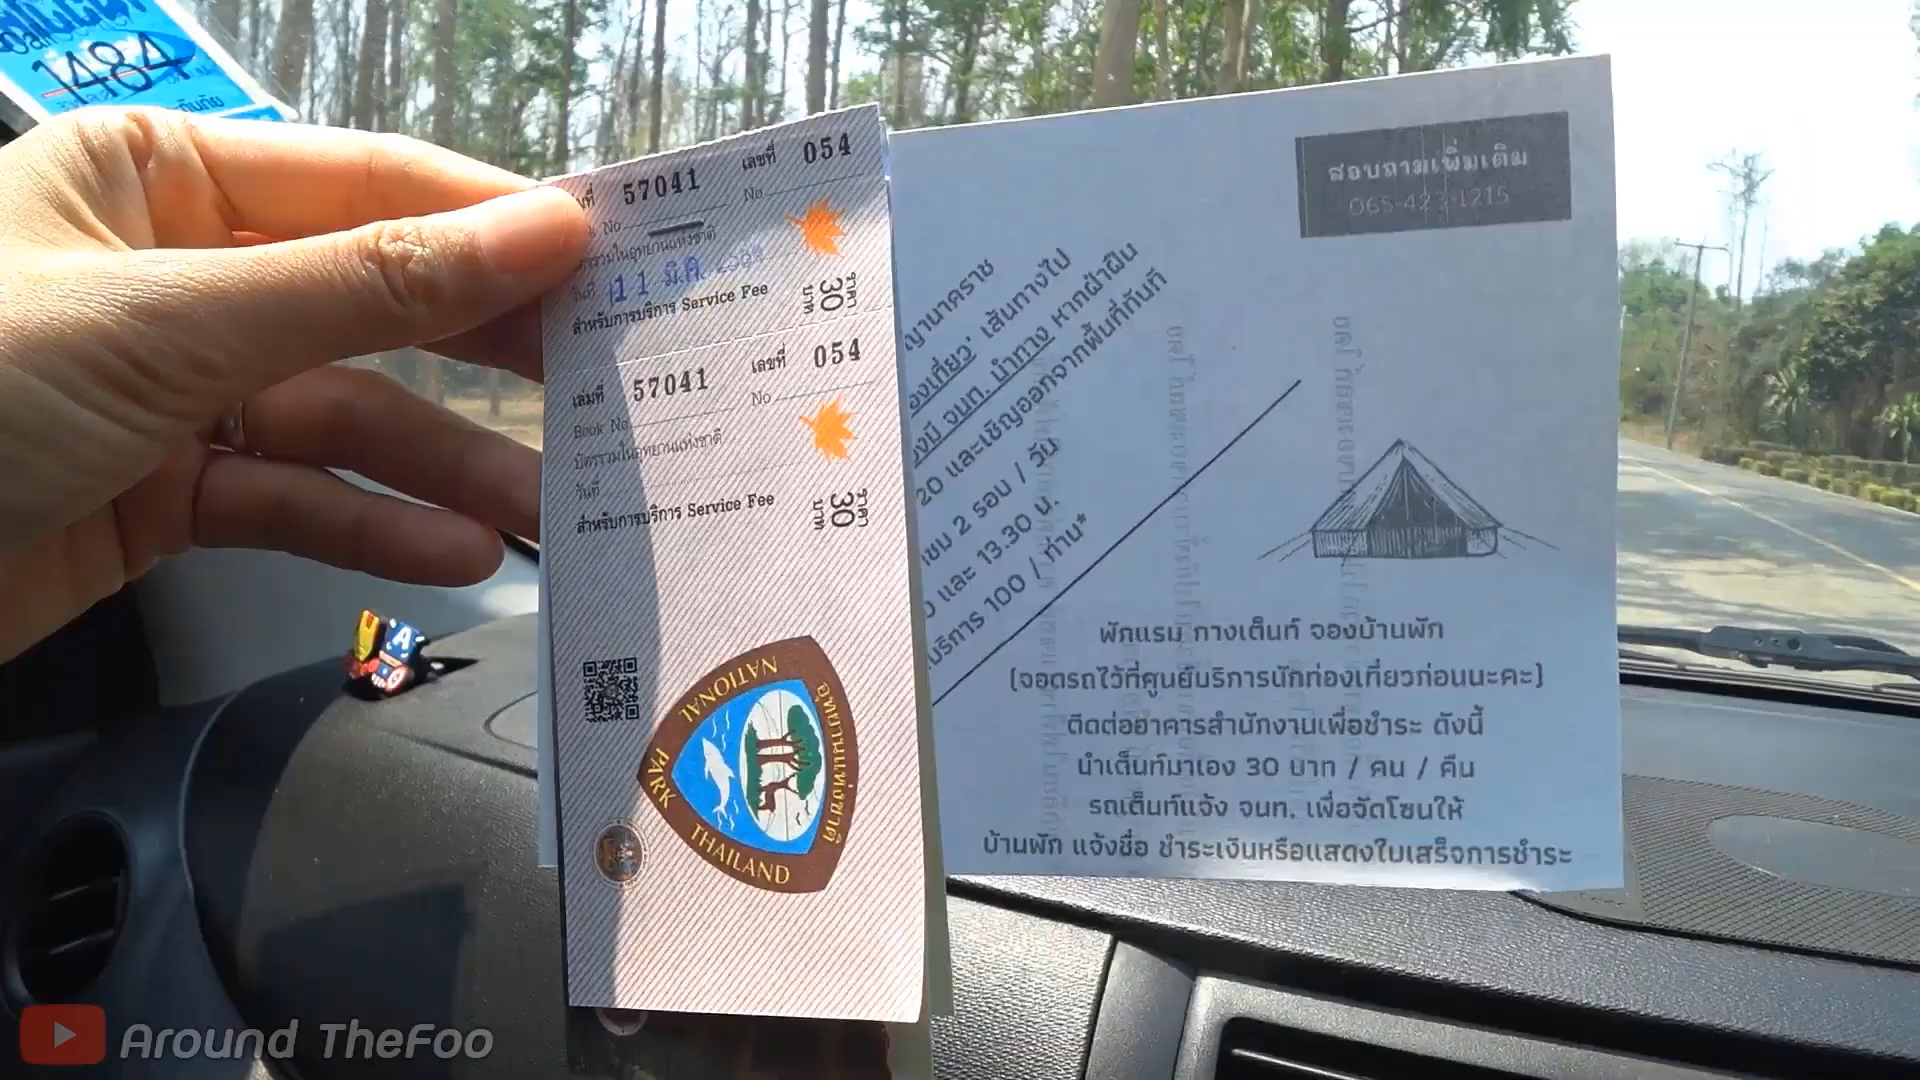 1484
เลขที่ 054
57041
No
No
บัตรรวมในอุทยานแห่งชาติ
วันที่ 11 มี.ค.
สำหรับการบริการ Service Fee
ราคา 30 บาท
เล่มที่ 57041 เลขที่ 054
Book No No
บัตรรวมในอุทยานแห่งชาติ
วันที่
สำหรับการบริการ Service Fee
ราคา 30 บาท
NATIONAL PARK THAILAND
อุทยานแห่งชาติ
สอบถามเพิ่มเติม
065-423-1215
เส้นทางไป
จนท. นำทาง หากฝ่าฝืน
20 และเชิญออกจากพื้นที่ทันที
2 รอบ / วัน
และ 13.30 น.
บริการ 100 / ท่าน*
พักแรม กางเต็นท์ จองบ้านพัก
(จอดรถไว้ที่ศูนย์บริการนักท่องเที่ยวก่อนนะคะ)
ติดต่ออาคารสำนักงานเพื่อชำระ ดังนี้
นำเต็นท์มาเอง 30 บาท / คน / คืน
รถเต็นท์แจ้ง จนท. เพื่อจัดโซนให้
บ้านพัก แจ้งชื่อ ชำระเงินหรือแสดงใบเสร็จการชำระ
Around TheFoo